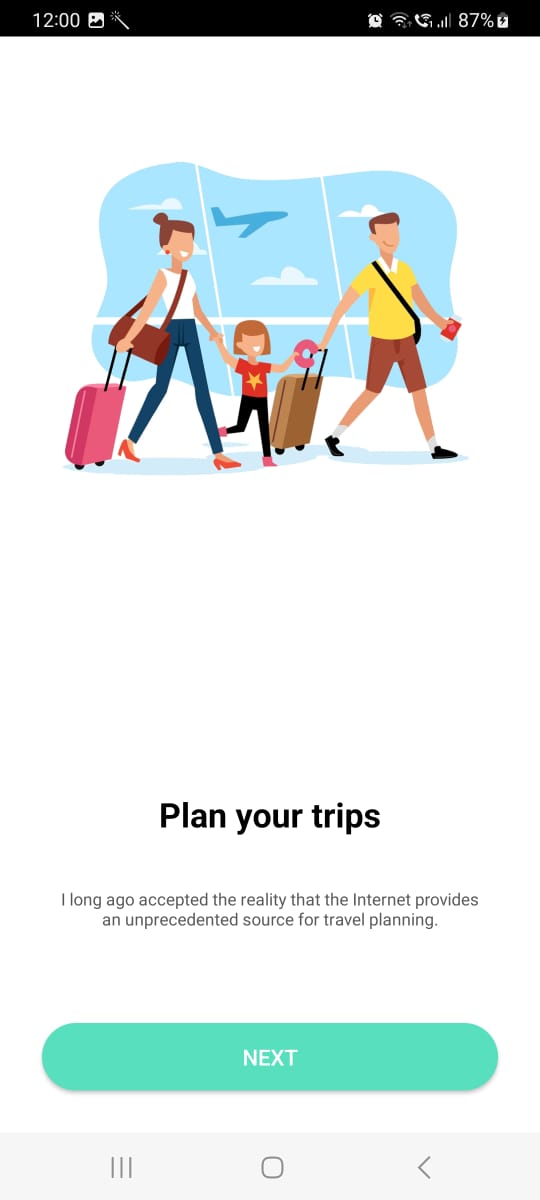 12:00 87%
Plan your trips
I long ago accepted the reality that the Internet provides
an unprecedented source for travel planning.
NEXT